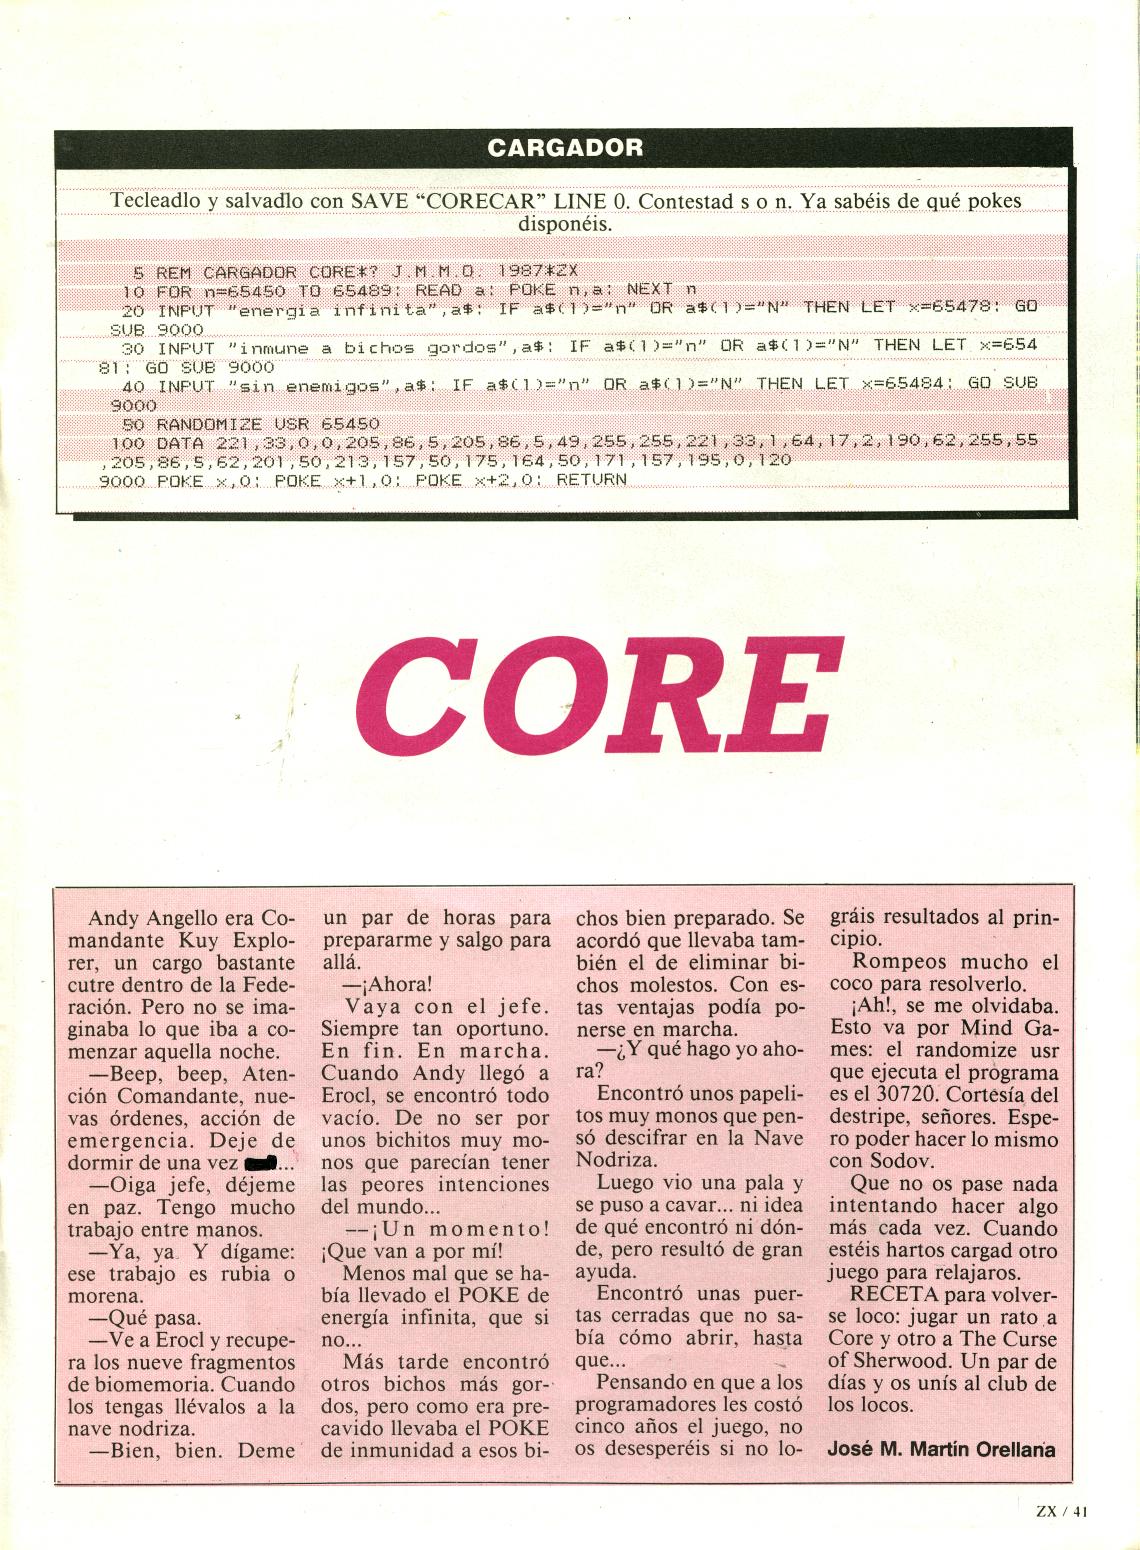 CARGADOR
Tecleadlo y salvadlo con SAVE “CORECAR” LINE 0. Contestad s o n. Ya sabéis de qué pokes
disponéis.
5 REM CARGADOR CORE*? J.M.M.O. 1987*ZX
10 FOR n=65450 TO 65489: READ a: POKE n,a: NEXT n
20 INPUT "energia infinita",a$: IF a$(1)="n" OR a$(1)="N" THEN LET x=65478: GO
SUB 9000
30 INPUT "inmune a bichos gordos",a$: IF a$(1)="n" OR a$(1)="N" THEN LET x=654
81: GO SUB 9000
40 INPUT "sin enemigos",a$: IF a$(1)="n" OR a$(1)="N" THEN LET x=65484: GO SUB
9000
50 RANDOMIZE USR 65450
100 DATA 221,33,0,0,205,86,5,205,86,5,49,255,255,221,33,1,64,17,2,190,62,255,55
,205,86,5,62,201,50,213,157,50,175,164,50,171,157,195,0,120
9000 POKE x,0: POKE x+1,0: POKE x+2,0: RETURN
CORE
Andy Angello era Co-
mandante Kuy Explo-
rer, un cargo bastante
cutre dentro de la Fede-
ración. Pero no se ima-
ginaba lo que iba a co-
menzar aquella noche.
—Beep, beep, Aten-
ción Comandante, nue-
vas órdenes, acción de
emergencia. Deje de
dormir de una vez ...
—Oiga jefe, déjeme
en paz. Tengo mucho
trabajo entre manos.
—Ya, ya. Y dígame:
ese trabajo es rubia o
morena.
—Qué pasa.
—Ve a Erocl y recupe-
ra los nueve fragmentos
de biomemoria. Cuando
los tengas llévalos a la
nave nodriza.
—Bien, bien. Deme
un par de horas para
prepararme y salgo para
allá.
—¡Ahora!
Vaya con el jefe.
Siempre tan oportuno.
En fin. En marcha.
Cuando Andy llegó a
Erocl, se encontró todo
vacío. De no ser por
unos bichitos muy mo-
nos que parecían tener
las peores intenciones
del mundo...
—¡Un momento!
¡Que van a por mí!
Menos mal que se ha-
bía llevado el POKE de
energía infinita, que si
no...
Más tarde encontró
otros bichos más gor-
dos, pero como era pre-
cavido llevaba el POKE
de inmunidad a esos bi-
chos bien preparado. Se
acordó que llevaba tam-
bién el de eliminar bi-
chos molestos. Con es-
tas ventajas podía po-
nerse en marcha.
—¿Y qué hago yo aho-
ra?
Encontró unos papeli-
tos muy monos que pen-
só descifrar en la Nave
Nodriza.
Luego vio una pala y
se puso a cavar... ni idea
de qué encontró ni dón-
de, pero resultó de gran
ayuda.
Encontró unas puer-
tas cerradas que no sa-
bía cómo abrir, hasta
que...
Pensando en que a los
programadores les costó
cinco años el juego, no
os desesperéis si no lo-
gráis resultados al prin-
cipio.
Rompeos mucho el
coco para resolverlo.
¡Ah!, se me olvidaba.
Esto va por Mind Ga-
mes: el randomize usr
que ejecuta el programa
es el 30720. Cortesía del
destripe, señores. Espe-
ro poder hacer lo mismo
con Sodov.
Que no os pase nada
intentando hacer algo
más cada vez. Cuando
estéis hartos cargad otro
juego para relajaros.
RECETA para volver-
se loco: jugar un rato a
Core y otro a The Curse
of Sherwood. Un par de
días y os unís al club de
los locos.
José M. Martín Orellana
ZX / 41